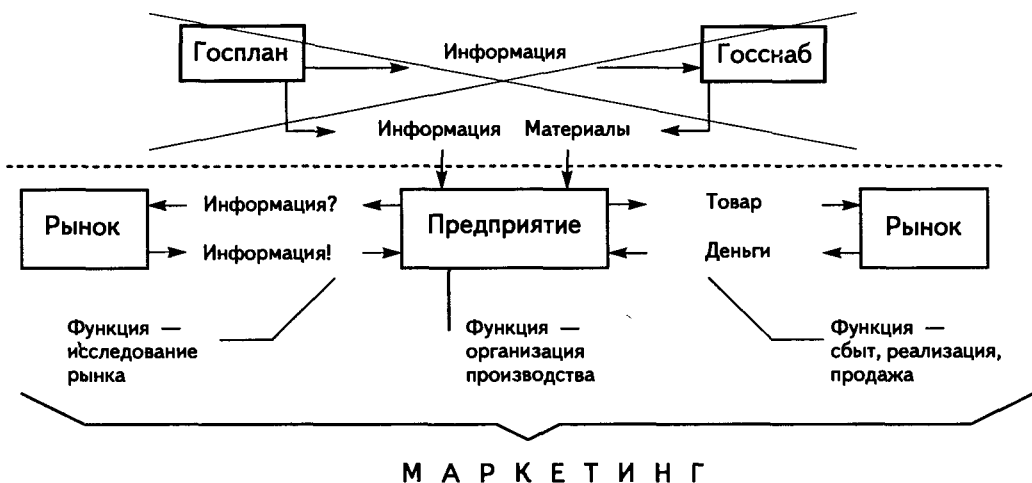 Госплан
Информация
Госснаб
Информация
Материалы
Рынок
Информация?
Информация!
Предприятие
Товар
Деньги
Рынок
Функция —
исследование
рынка
Функция —
организация
производства
Функция —
сбыт, реализация,
продажа
МАРКЕТИНГ